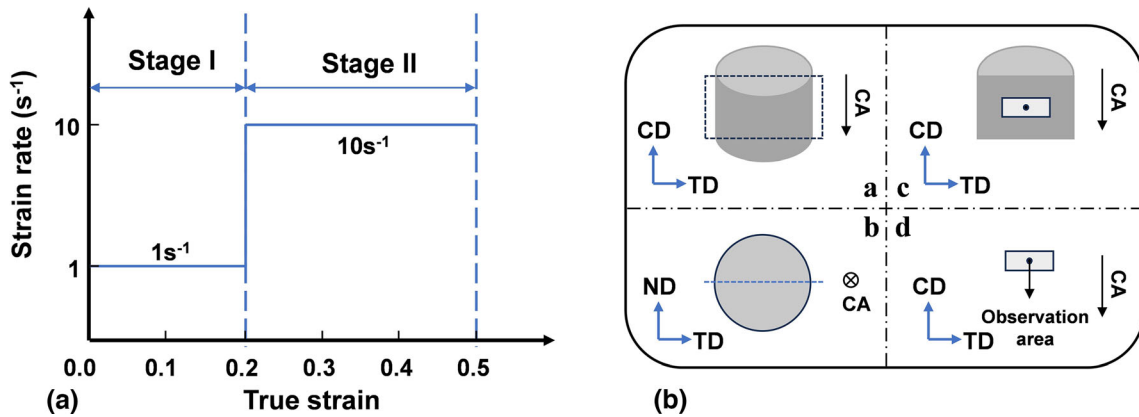 Strain rate (s⁻¹)
Stage I
Stage II
10
10s⁻¹
1
1s⁻¹
0.0 0.1 0.2 0.3 0.4 0.5
(a) True strain
CA
CD
TD
a
CA
CD
TD
c
b
ND
TD
CA
d
CD
TD
CA
Observation
area
(b)